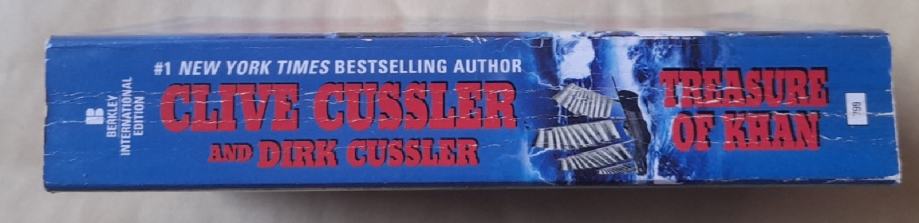 BERKLEY
INTERNATIONAL
EDITION
#1 NEW YORK TIMES BESTSELLING AUTHOR
CLIVE CUSSLER
AND DIRK CUSSLER
TREASURE
OF KHAN
799